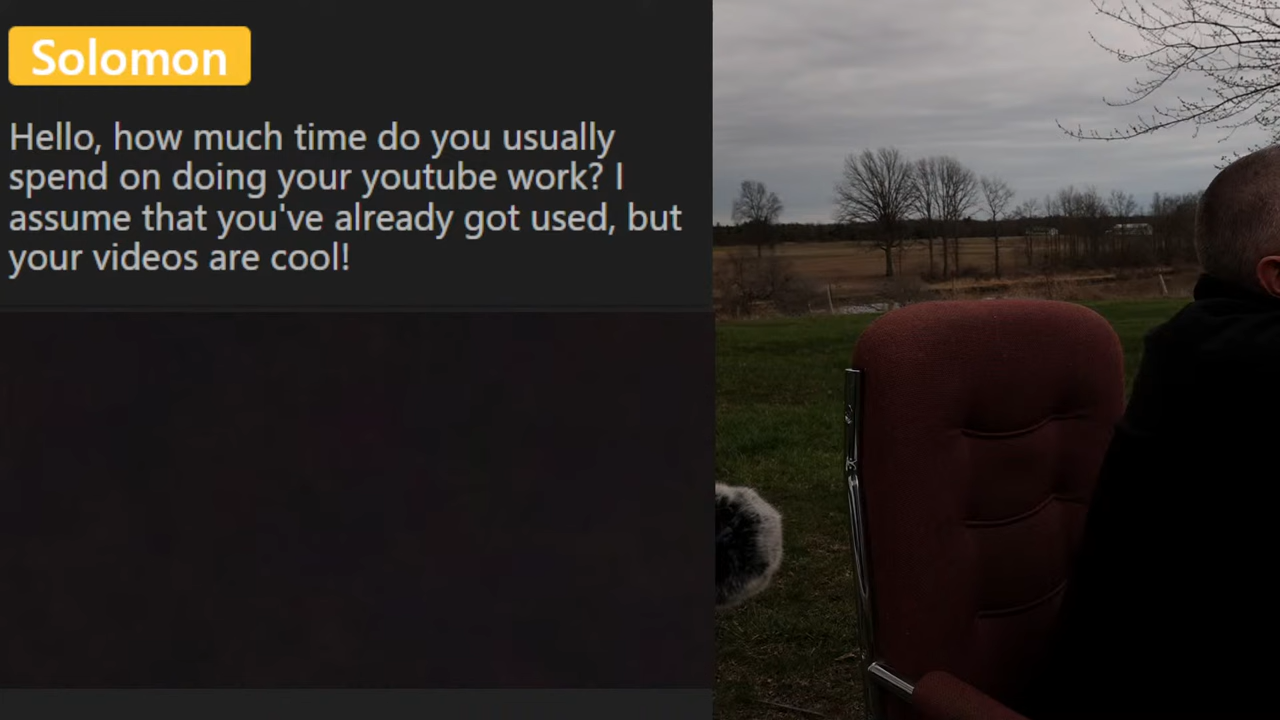 Solomon
Hello, how much time do you usually
spend on doing your youtube work? I
assume that you've already got used, but
your videos are cool!